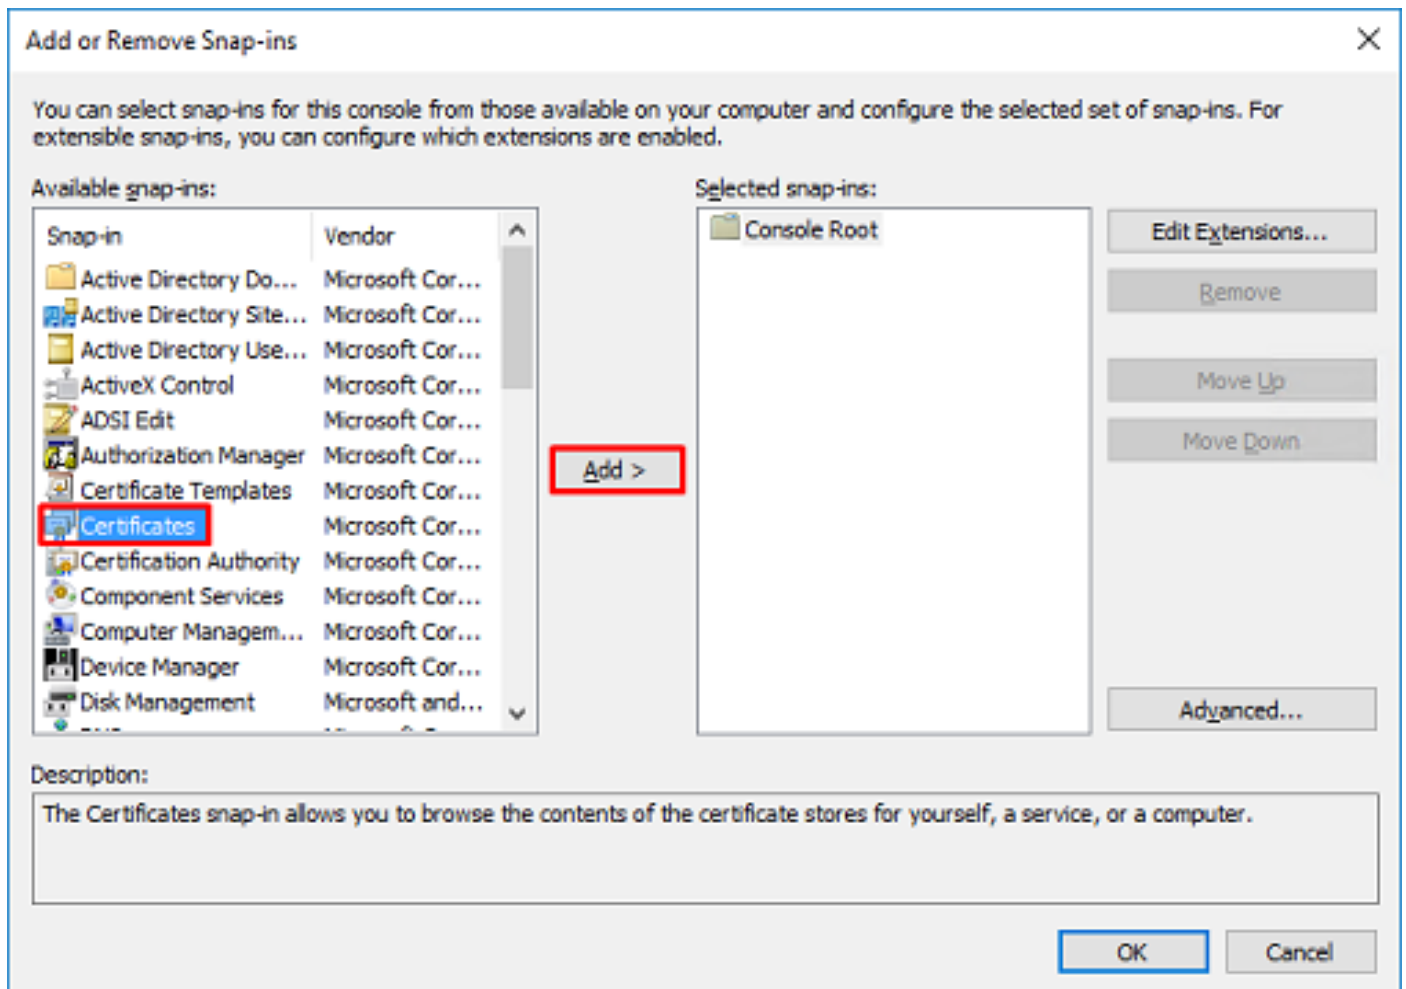 Add or Remove Snap-ins
You can select snap-ins for this console from those available on your computer and configure the selected set of snap-ins. For
extensible snap-ins, you can configure which extensions are enabled.
Available snap-ins:
Snap-in Vendor
Active Directory Do... Microsoft Cor...
Active Directory Site... Microsoft Cor...
Active Directory Use... Microsoft Cor...
ActiveX Control Microsoft Cor...
ADSI Edit Microsoft Cor...
Authorization Manager Microsoft Cor...
Certificate Templates Microsoft Cor...
Certificates Microsoft Cor...
Certification Authority Microsoft Cor...
Component Services Microsoft Cor...
Computer Managem... Microsoft Cor...
Device Manager Microsoft Cor...
Disk Management Microsoft and...
Add >
Selected snap-ins:
Console Root
Edit Extensions...
Remove
Move Up
Move Down
Advanced...
Description:
The Certificates snap-in allows you to browse the contents of the certificate stores for yourself, a service, or a computer.
OK
Cancel